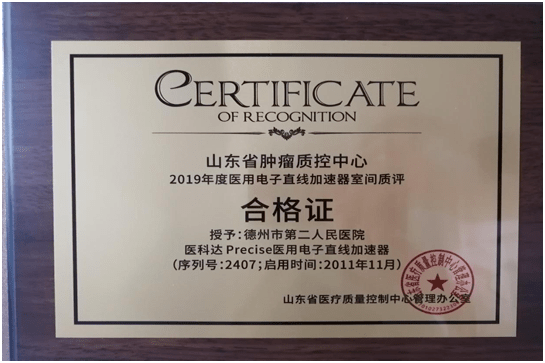 CERTIFICATE
OF RECOGNITION
山东省肿瘤质控中心
2019年度医用电子直线加速器室间质评
合格证
授予:德州市第二人民医院
医科达Precise医用电子直线加速器
(序列号:2407;启用时间:2011年11月)
山东省医疗质量控制中心管理办公室